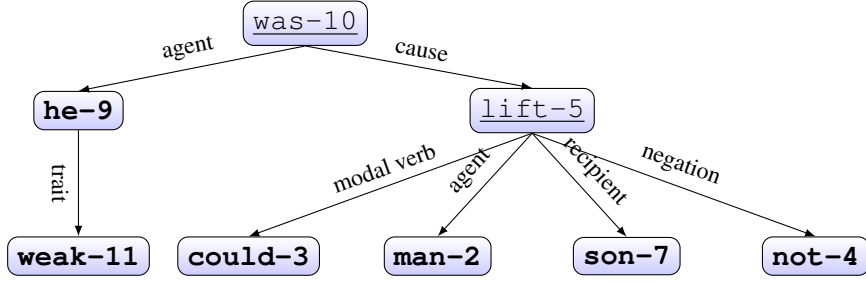 was-10
agent
cause
he-9
lift-5
trait
modal verb
agent
recipient
negation
weak-11
could-3
man-2
son-7
not-4